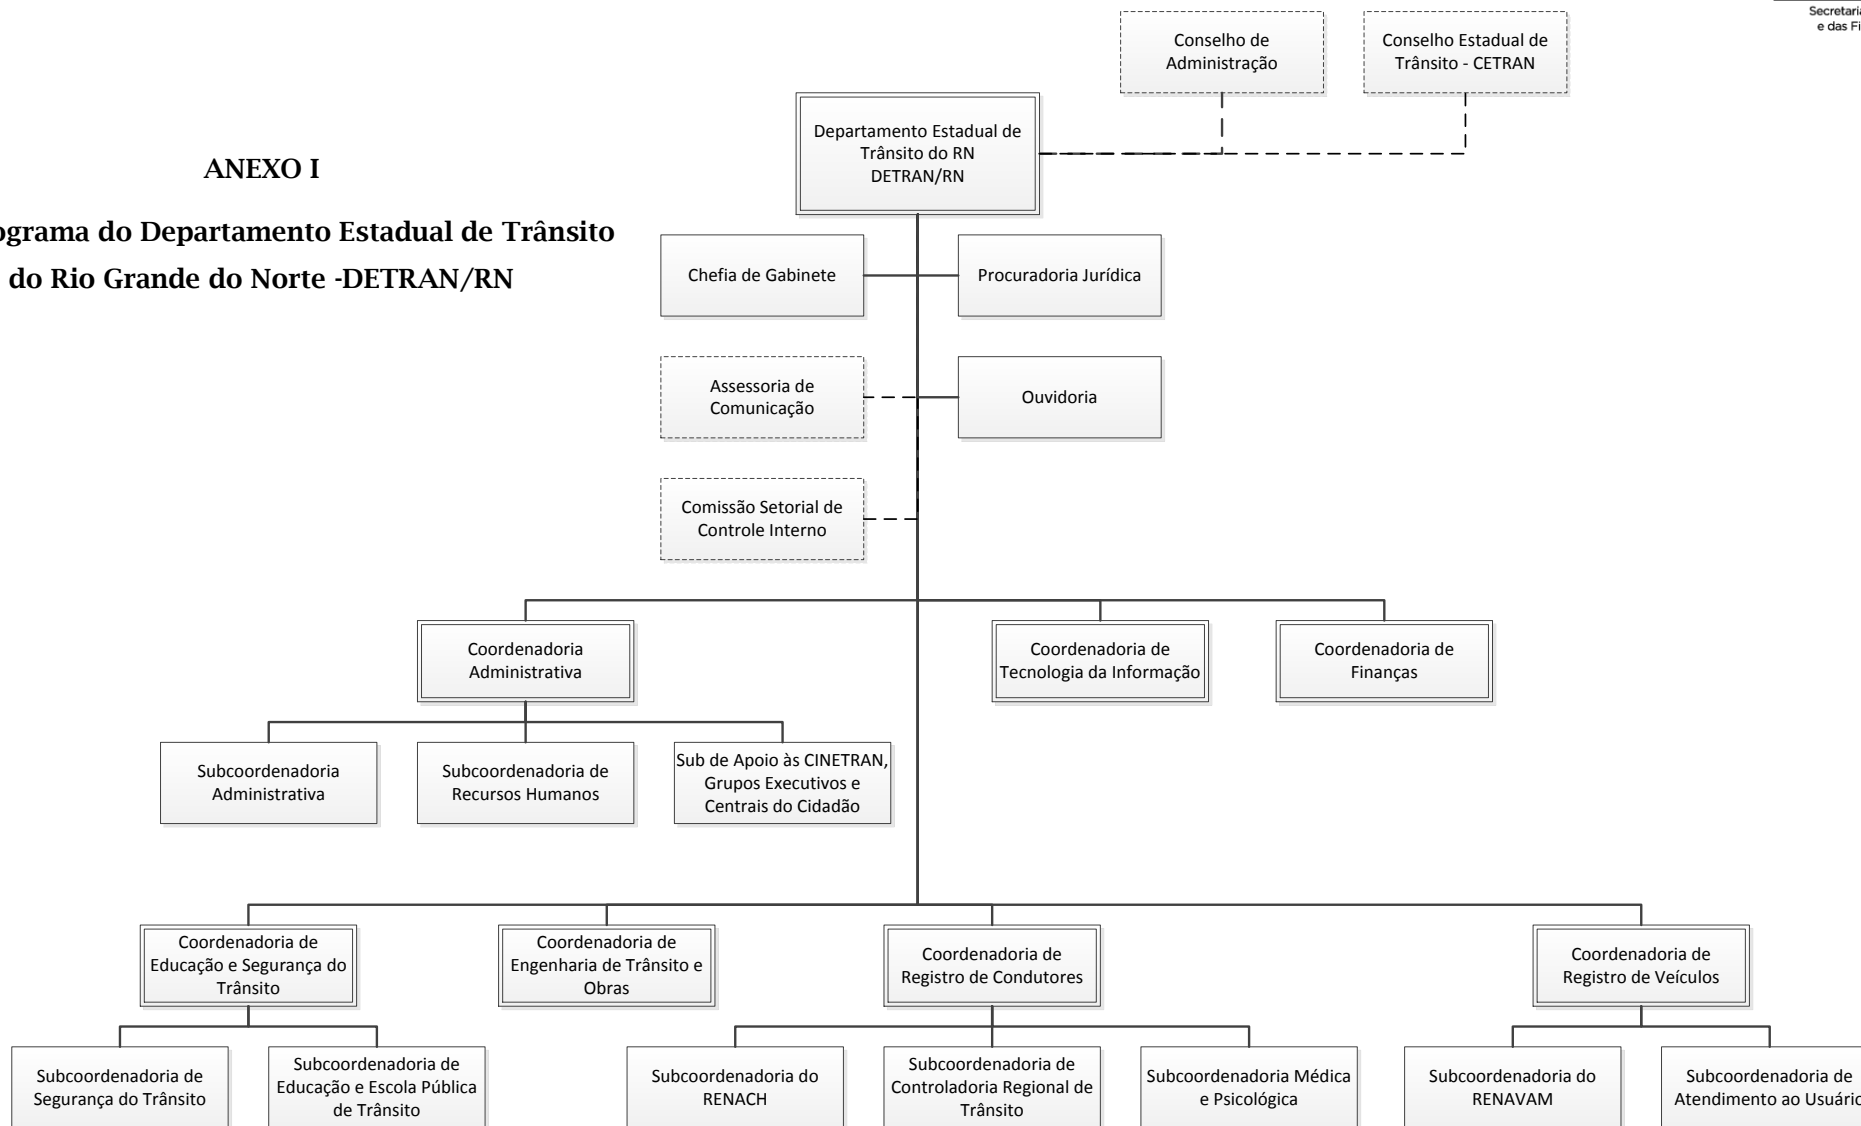 Secretaria
e das Fi
Conselho de
Administração
Conselho Estadual de
Trânsito - CETRAN
Departamento Estadual de
Trânsito do RN
DETRAN/RN
ANEXO I
ograma do Departamento Estadual de Trânsito
do Rio Grande do Norte -DETRAN/RN
Chefia de Gabinete
Procuradoria Jurídica
Assessoria de
Comunicação
Ouvidoria
Comissão Setorial de
Controle Interno
Coordenadoria
Administrativa
Coordenadoria de
Tecnologia da Informação
Coordenadoria de
Finanças
Subcoordenadoria
Administrativa
Subcoordenadoria de
Recursos Humanos
Sub de Apoio às CINETRAN,
Grupos Executivos e
Centrais do Cidadão
Coordenadoria de
Educação e Segurança do
Trânsito
Coordenadoria de
Engenharia de Trânsito e
Obras
Coordenadoria de
Registro de Condutores
Coordenadoria de
Registro de Veículos
Subcoordenadoria de
Segurança do Trânsito
Subcoordenadoria de
Educação e Escola Pública
de Trânsito
Subcoordenadoria do
RENACH
Subcoordenadoria de
Controladoria Regional de
Trânsito
Subcoordenadoria Médica
e Psicológica
Subcoordenadoria do
RENAVAM
Subcoordenadoria de
Atendimento ao Usuário